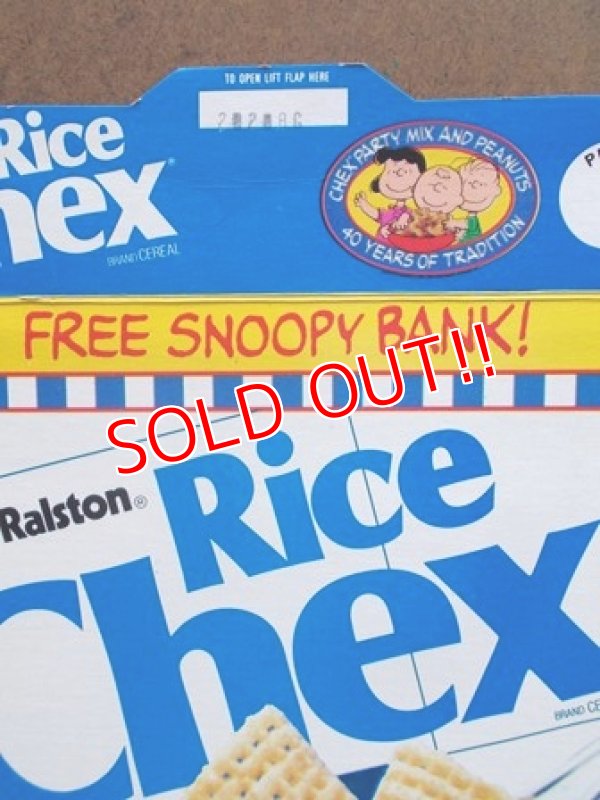 TO OPEN LIFT FLAP HERE
Rice
hex®
BRAND CEREAL
CHEX PARTY MIX AND PEANUTS
40 YEARS OF TRADITION
FREE SNOOPY BANK!
SOLD OUT!!
Ralston®
Rice
Chex
BRAND CE